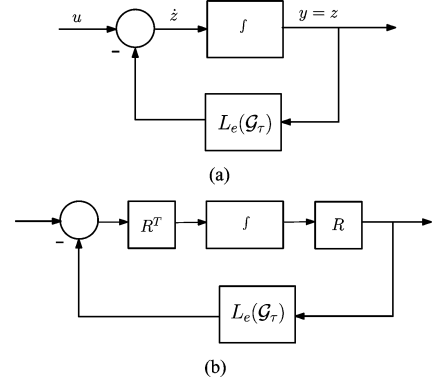 u ż ∫ y = z
−
L_e(𝒢_τ)
(a)
R^T ∫ R
−
L_e(𝒢_τ)
(b)